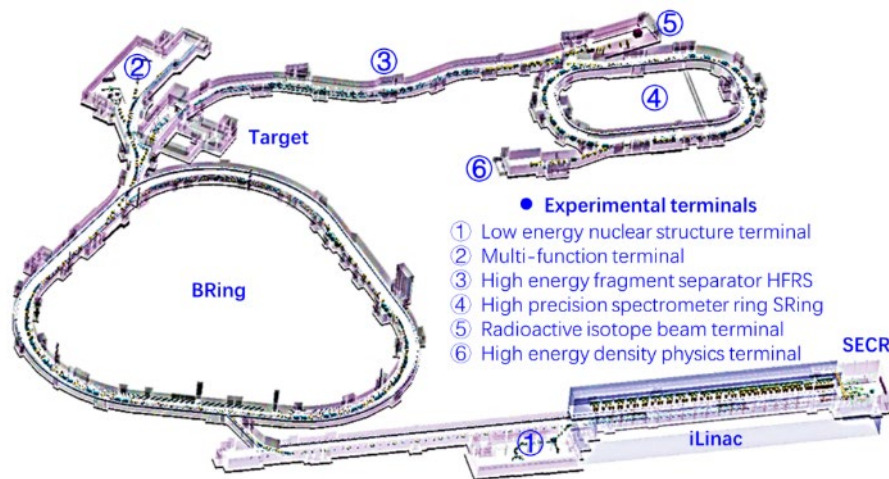 ⑤
②
③
④
Target
⑥
● Experimental terminals
① Low energy nuclear structure terminal
② Multi-function terminal
③ High energy fragment separator HFRS
④ High precision spectrometer ring SRing
⑤ Radioactive isotope beam terminal
⑥ High energy density physics terminal
BRing
SECR
①
iLinac